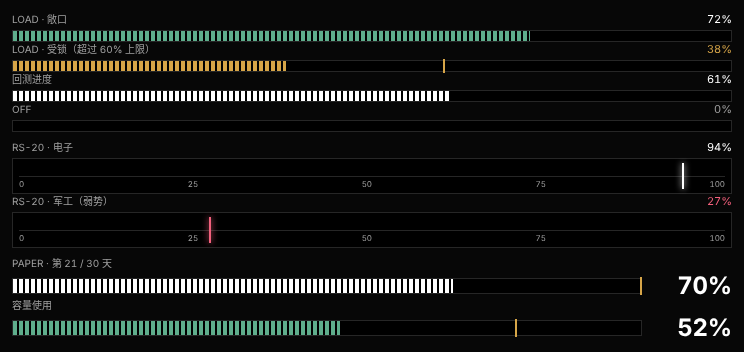 LOAD · 敞口 72%
LOAD · 受锁（超过 60% 上限） 38%
回测进度 61%
OFF 0%
RS-20 · 电子 94%
0 25 50 75 100
RS-20 · 军工（弱势） 27%
0 25 50 75 100
PAPER · 第 21 / 30 天
70%
容量使用
52%